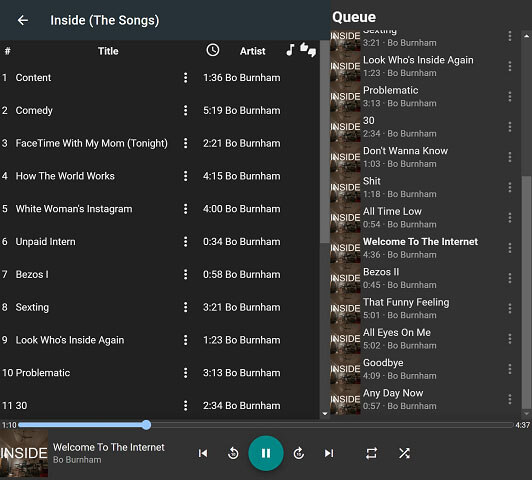 Inside (The Songs)
# Title Artist
1 Content 1:36 Bo Burnham
2 Comedy 5:19 Bo Burnham
3 FaceTime With My Mom (Tonight) 2:21 Bo Burnham
4 How The World Works 4:15 Bo Burnham
5 White Woman's Instagram 4:00 Bo Burnham
6 Unpaid Intern 0:34 Bo Burnham
7 Bezos I 0:58 Bo Burnham
8 Sexting 3:21 Bo Burnham
9 Look Who's Inside Again 1:23 Bo Burnham
10 Problematic 3:13 Bo Burnham
11 30 2:34 Bo Burnham
Queue
INSIDE
Sexting
3:21 · Bo Burnham
INSIDE
Look Who's Inside Again
1:23 · Bo Burnham
INSIDE
Problematic
3:13 · Bo Burnham
INSIDE
30
2:34 · Bo Burnham
INSIDE
Don't Wanna Know
1:03 · Bo Burnham
INSIDE
Shit
1:18 · Bo Burnham
INSIDE
All Time Low
0:54 · Bo Burnham
INSIDE
Welcome To The Internet
4:36 · Bo Burnham
INSIDE
Bezos II
0:45 · Bo Burnham
INSIDE
That Funny Feeling
5:01 · Bo Burnham
INSIDE
All Eyes On Me
5:02 · Bo Burnham
INSIDE
Goodbye
4:09 · Bo Burnham
INSIDE
Any Day Now
0:57 · Bo Burnham
1:10 4:37
INSIDE
Welcome To The Internet
Bo Burnham
5